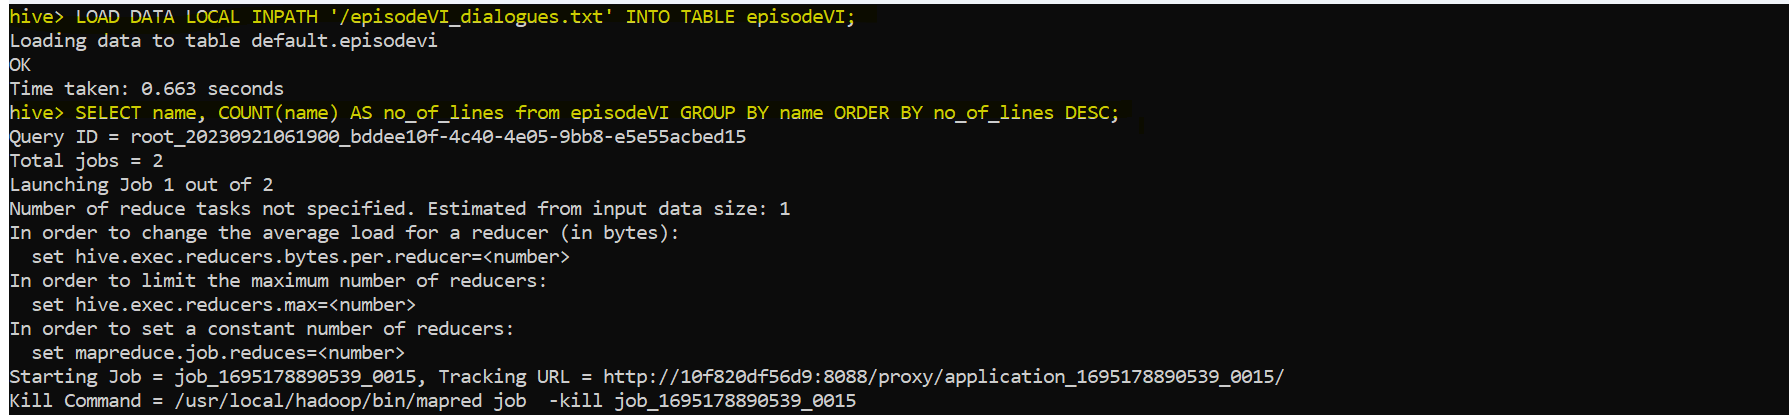 hive> LOAD DATA LOCAL INPATH '/episodeVI_dialogues.txt' INTO TABLE episodeVI;
Loading data to table default.episodevi
OK
Time taken: 0.663 seconds
hive> SELECT name, COUNT(name) AS no_of_lines from episodeVI GROUP BY name ORDER BY no_of_lines DESC;
Query ID = root_20230921061900_bddee10f-4c40-4e05-9bb8-e5e55acbed15
Total jobs = 2
Launching Job 1 out of 2
Number of reduce tasks not specified. Estimated from input data size: 1
In order to change the average load for a reducer (in bytes):
  set hive.exec.reducers.bytes.per.reducer=<number>
In order to limit the maximum number of reducers:
  set hive.exec.reducers.max=<number>
In order to set a constant number of reducers:
  set mapreduce.job.reduces=<number>
Starting Job = job_1695178890539_0015, Tracking URL = http://10f820df56d9:8088/proxy/application_1695178890539_0015/
Kill Command = /usr/local/hadoop/bin/mapred job  -kill job_1695178890539_0015